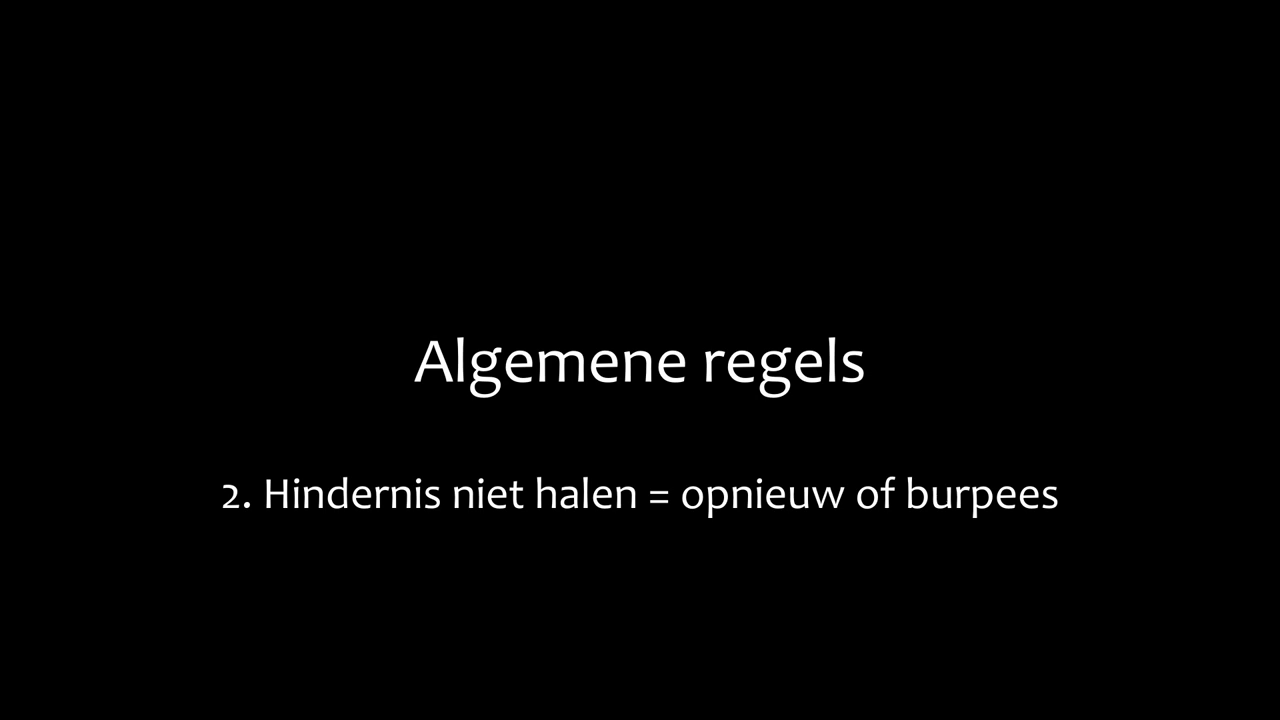 Algemene regels
2. Hindernis niet halen = opnieuw of burpees